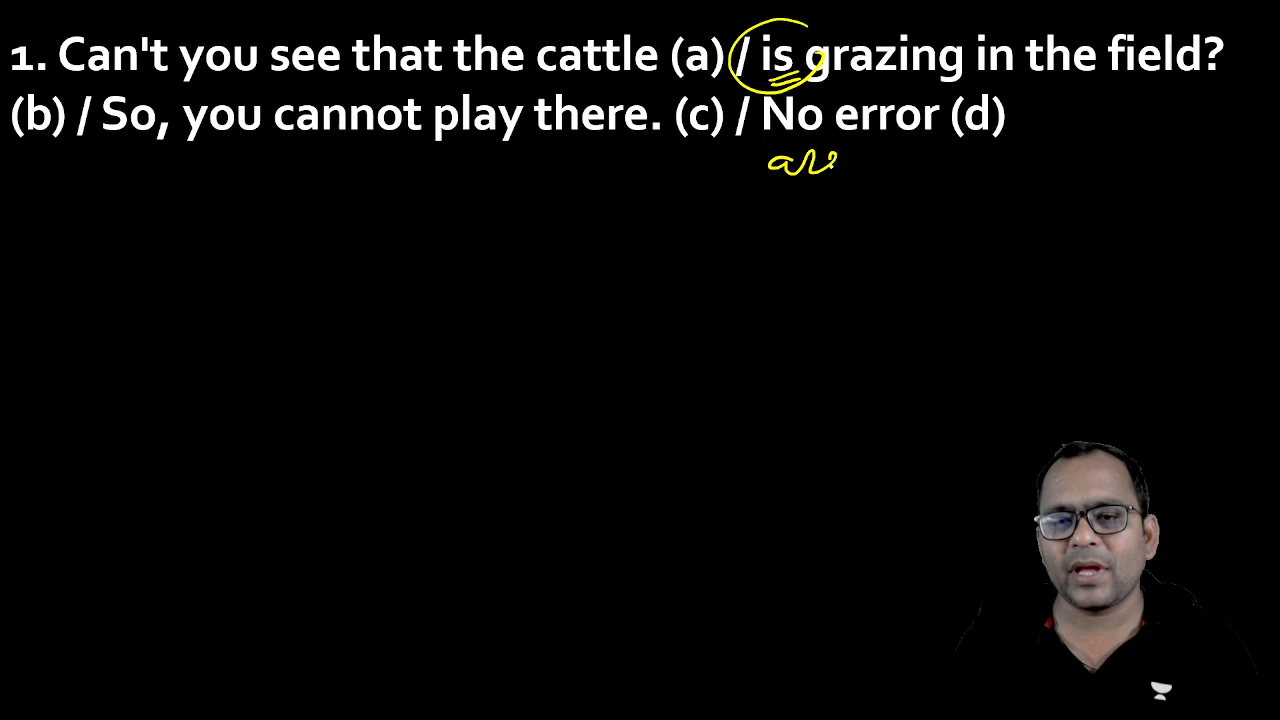 1. Can't you see that the cattle (a) / is grazing in the field?
(b) / So, you cannot play there. (c) / No error (d)
are